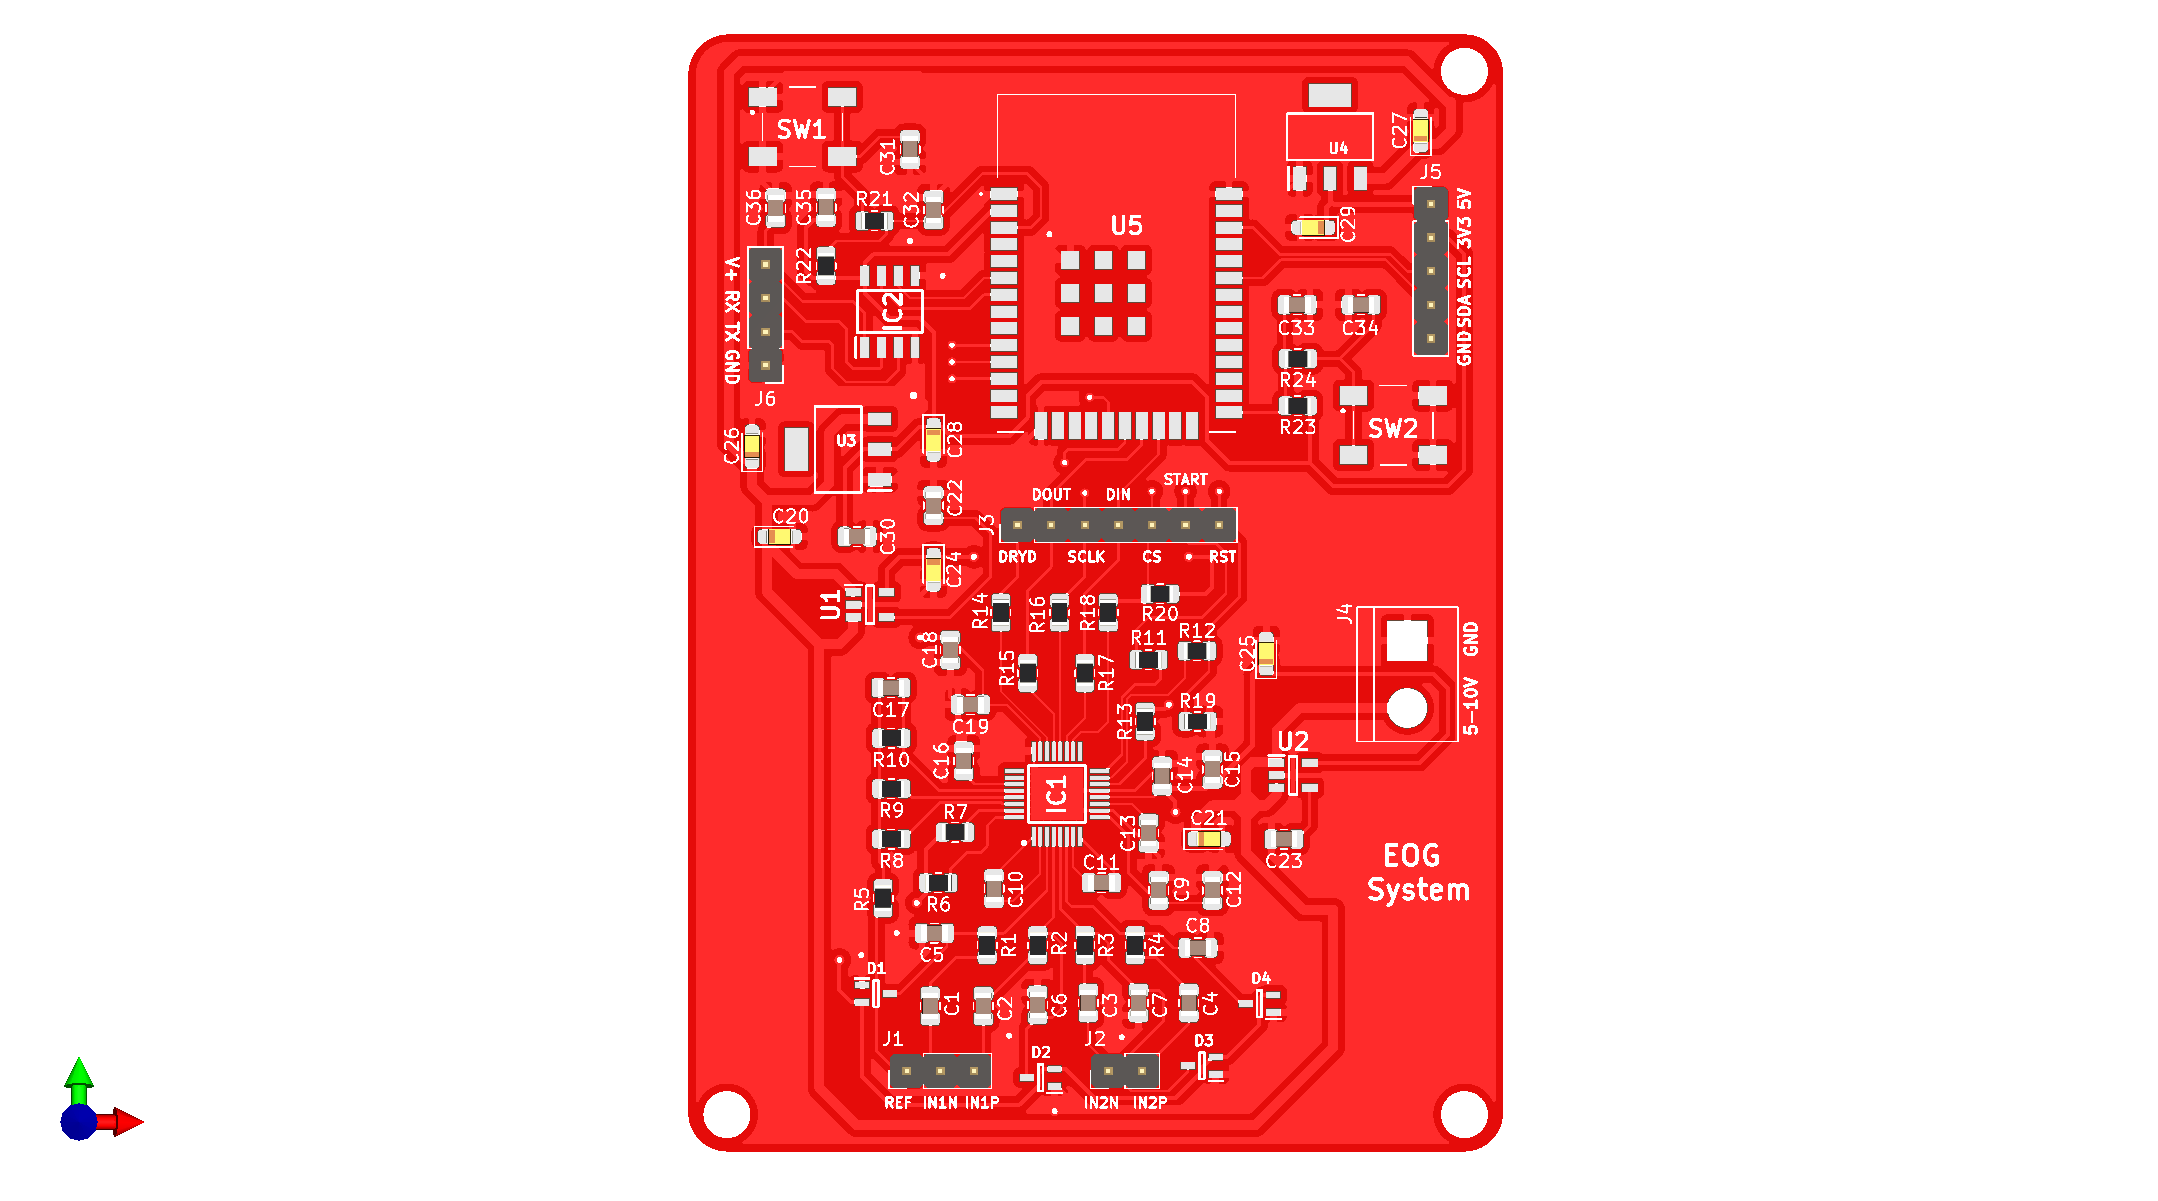 SW1
C31
C36
C35
R21
C32
R22
V+ RX TX GND
IC2
J6
U5
U4
C27
J5
C29
GND SDA SCL 3V3 5V
C33
C34
R24
R23
SW2
C26
U3
C28
C22
C20
C30
C24
U1
J3
DOUT
DIN
START
DRYD
SCLK
CS
RST
R14
R16
R18
R20
C18
R15
R17
R11
R12
C25
J4
GND
5-10V
C17
C19
R13
R19
R10
C16
IC1
C14
C15
U2
R9
R7
C13
C21
R8
C11
C23
EOG
System
R5
R6
C10
C9
C12
C5
R1
R2
R3
R4
C8
D1
D4
C1
C2
C6
C3
C7
C4
J1
D2
J2
D3
REF IN1N IN1P
IN2N IN2P